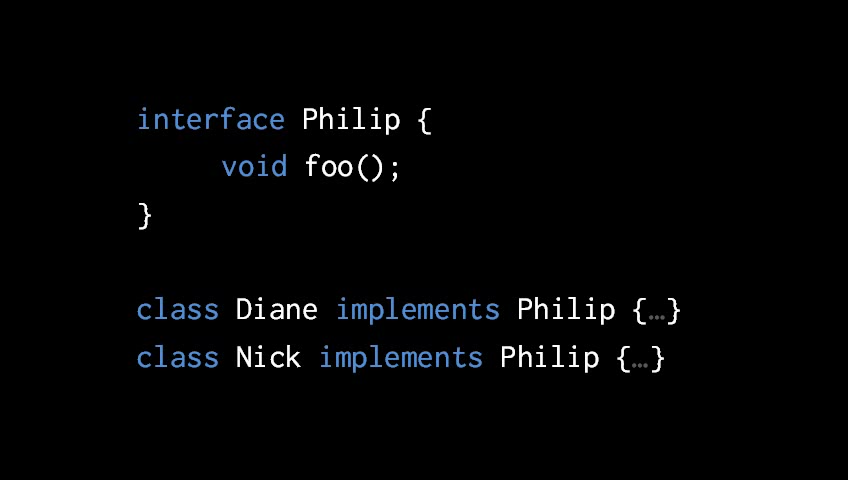 interface Philip {
void foo();
}
class Diane implements Philip {…}
class Nick implements Philip {…}